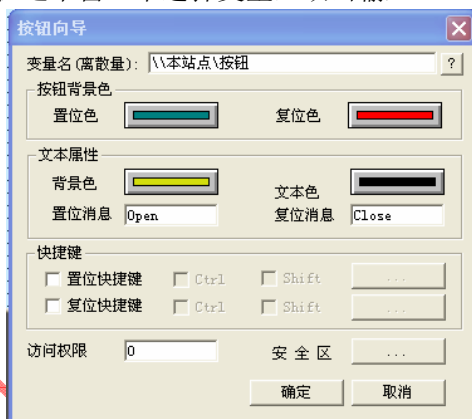 按钮向导
变量名(离散量): \\本站点\按钮 ?
按钮背景色
置位色 复位色
文本属性
背景色 文本色
置位消息 Open 复位消息 Close
快捷键
置位快捷键 Ctrl Shift ...
复位快捷键 Ctrl Shift ...
访问权限 0 安全区 ...
确定 取消